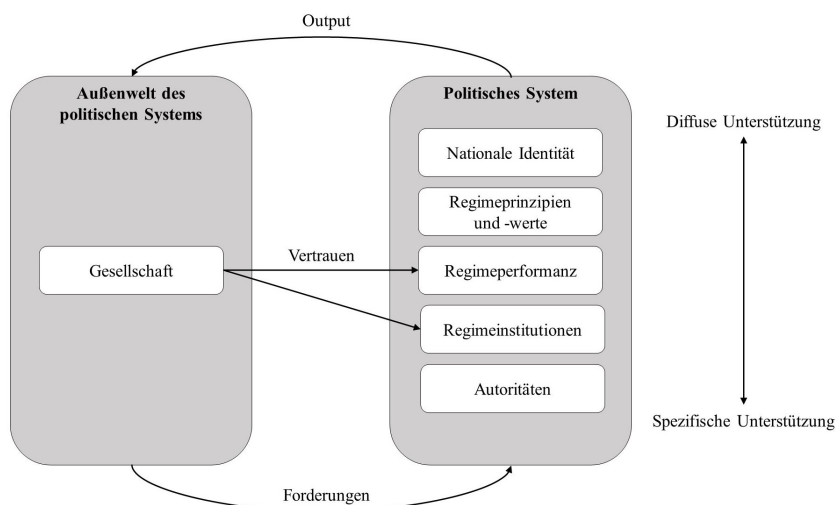 Output
Außenwelt des
politischen Systems
Gesellschaft
Vertrauen
Politisches System
Nationale Identität
Regimeprinzipien
und -werte
Regimeperformanz
Regimeinstitutionen
Autoritäten
Diffuse Unterstützung
Spezifische Unterstützung
Forderungen